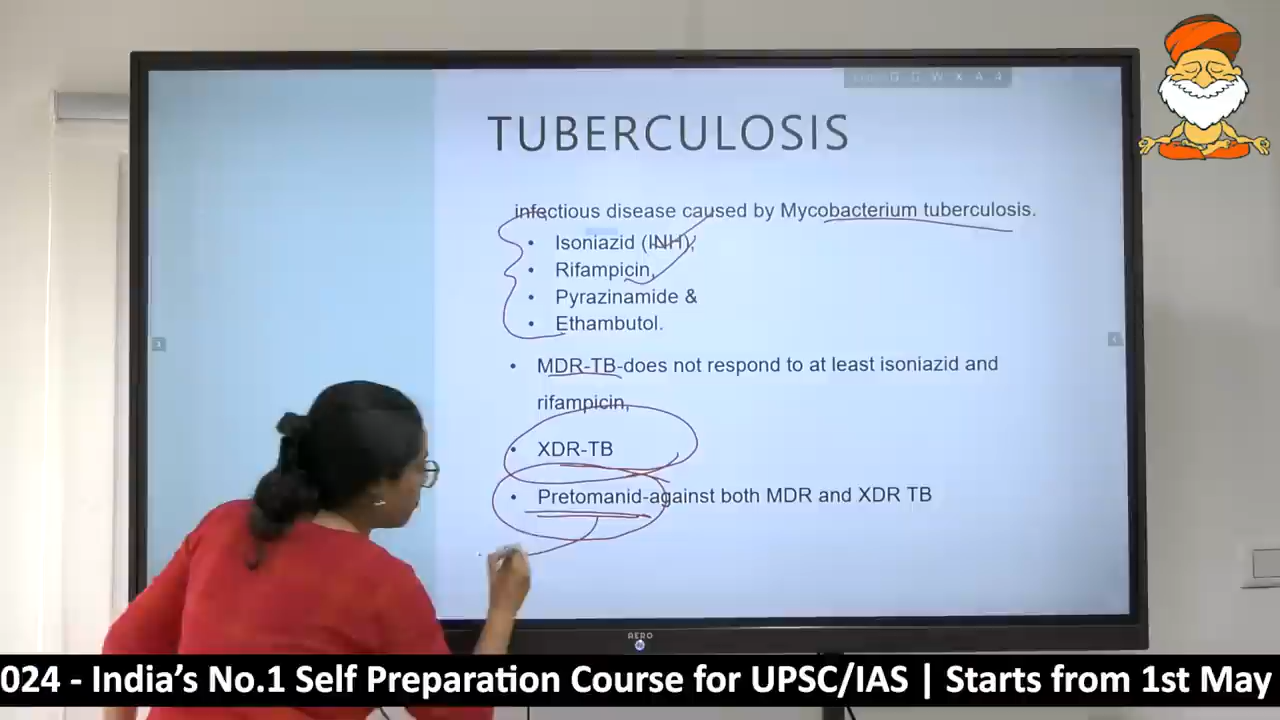 TUBERCULOSIS
infectious disease caused by Mycobacterium tuberculosis.
• Isoniazid (INH),
• Rifampicin,
• Pyrazinamide &
• Ethambutol.
• MDR-TB-does not respond to at least isoniazid and
rifampicin,
• XDR-TB
• Pretomanid-against both MDR and XDR TB
AERO
024 - India's No.1 Self Preparation Course for UPSC/IAS | Starts from 1st May